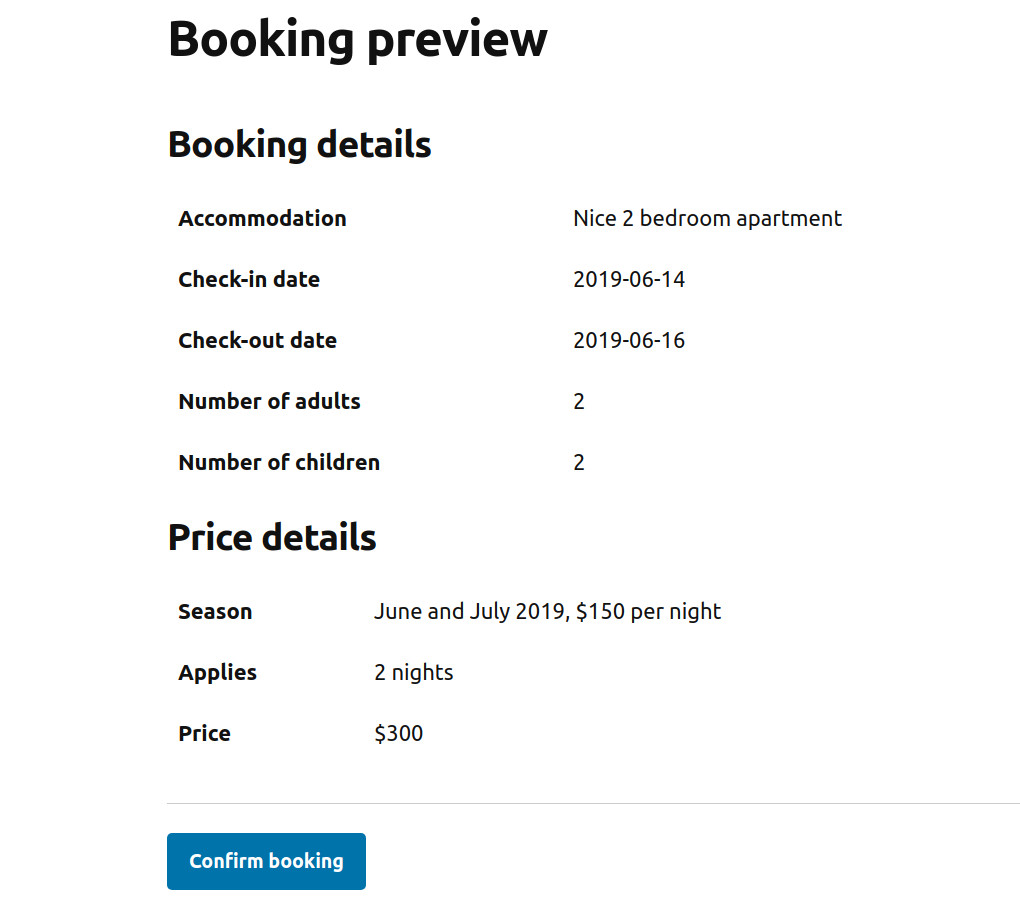 Booking preview
Booking details
Accommodation Nice 2 bedroom apartment
Check-in date 2019-06-14
Check-out date 2019-06-16
Number of adults 2
Number of children 2
Price details
Season June and July 2019, $150 per night
Applies 2 nights
Price $300
Confirm booking